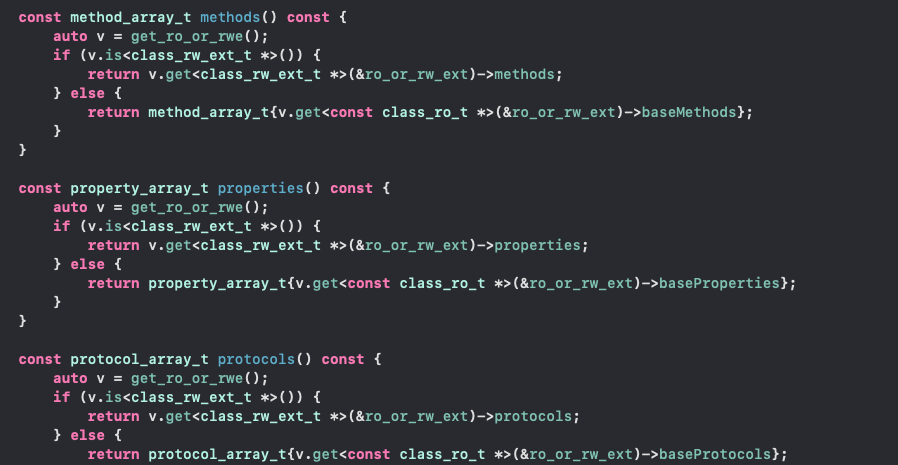 const method_array_t methods() const {
    auto v = get_ro_or_rwe();
    if (v.is<class_rw_ext_t *>()) {
        return v.get<class_rw_ext_t *>(&ro_or_rw_ext)->methods;
    } else {
        return method_array_t{v.get<const class_ro_t *>(&ro_or_rw_ext)->baseMethods};
    }
}

const property_array_t properties() const {
    auto v = get_ro_or_rwe();
    if (v.is<class_rw_ext_t *>()) {
        return v.get<class_rw_ext_t *>(&ro_or_rw_ext)->properties;
    } else {
        return property_array_t{v.get<const class_ro_t *>(&ro_or_rw_ext)->baseProperties};
    }
}

const protocol_array_t protocols() const {
    auto v = get_ro_or_rwe();
    if (v.is<class_rw_ext_t *>()) {
        return v.get<class_rw_ext_t *>(&ro_or_rw_ext)->protocols;
    } else {
        return protocol_array_t{v.get<const class_ro_t *>(&ro_or_rw_ext)->baseProtocols};